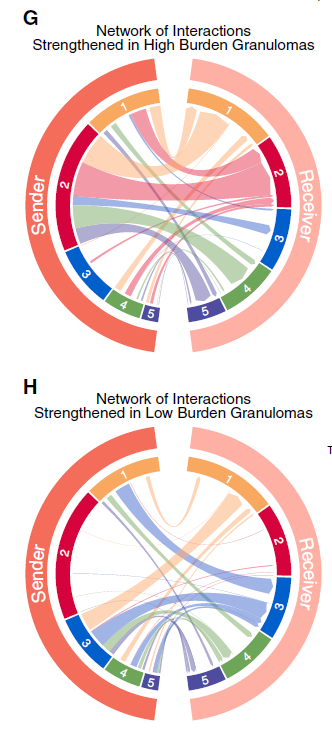 G
Network of Interactions
Strengthened in High Burden Granulomas
1
1
2
2
Sender
Receiver
3
3
4
4
5
5
H
Network of Interactions
Strengthened in Low Burden Granulomas
T
1
1
2
2
Sender
Receiver
3
3
4
4
5
5